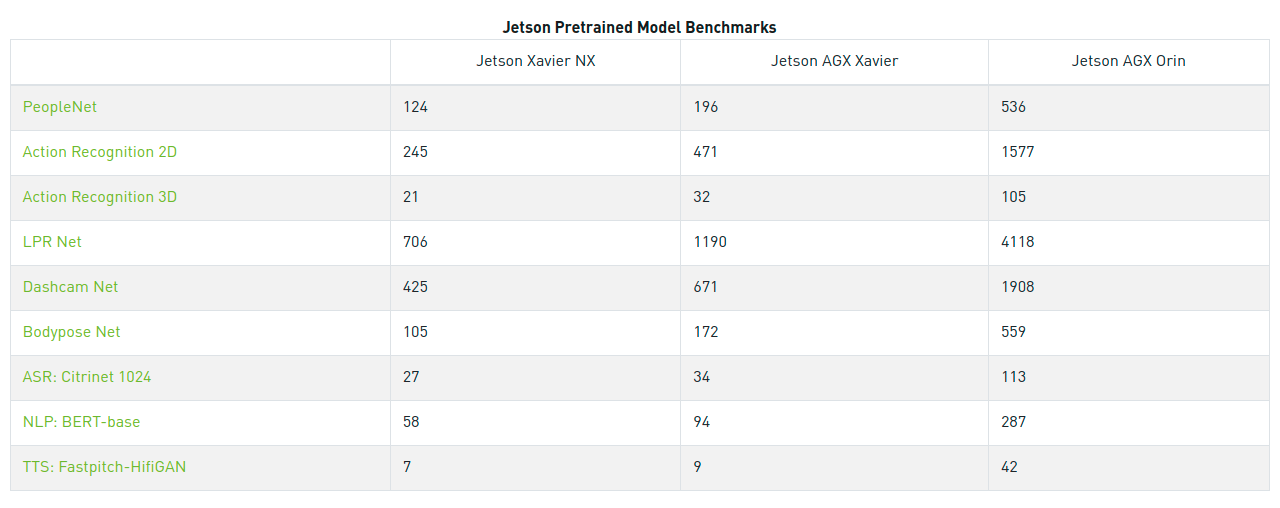 Jetson Pretrained Model Benchmarks
Jetson Xavier NX Jetson AGX Xavier Jetson AGX Orin
PeopleNet 124 196 536
Action Recognition 2D 245 471 1577
Action Recognition 3D 21 32 105
LPR Net 706 1190 4118
Dashcam Net 425 671 1908
Bodypose Net 105 172 559
ASR: Citrinet 1024 27 34 113
NLP: BERT-base 58 94 287
TTS: Fastpitch-HifiGAN 7 9 42